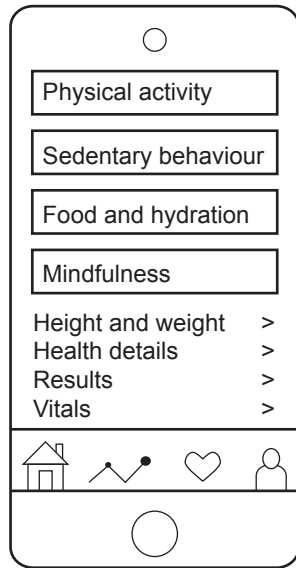 Physical activity
Sedentary behaviour
Food and hydration
Mindfulness
Height and weight >
Health details >
Results >
Vitals >